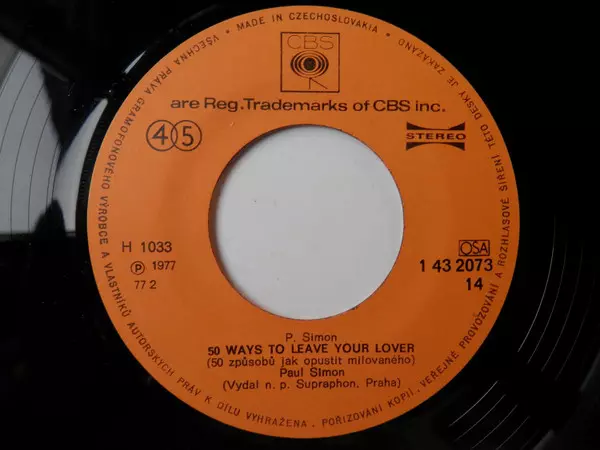 MADE IN CZECHOSLOVAKIA • VŠECHNA PRÁVA GRAMOFONOVÉHO VÝROBCE A VLASTNÍKŮ AUTORSKÝCH PRÁV K DÍLU VYHRAŽENA. POŘIZOVÁNÍ KOPIÍ, VEŘEJNÉ PROVOZOVÁNÍ A ROZHLASOVÉ ŠÍŘENÍ TÉTO DESKY JE ZAKÁZÁNO •
CBS
R
are Reg.Trademarks of CBS inc.
45
STEREO
H 1033
OSA
Ⓟ 1977
1 43 2073
77 2
14
P. Simon
50 WAYS TO LEAVE YOUR LOVER
(50 způsobů jak opustit milovaného)
Paul Simon
(Vydal n. p. Supraphon, Praha)